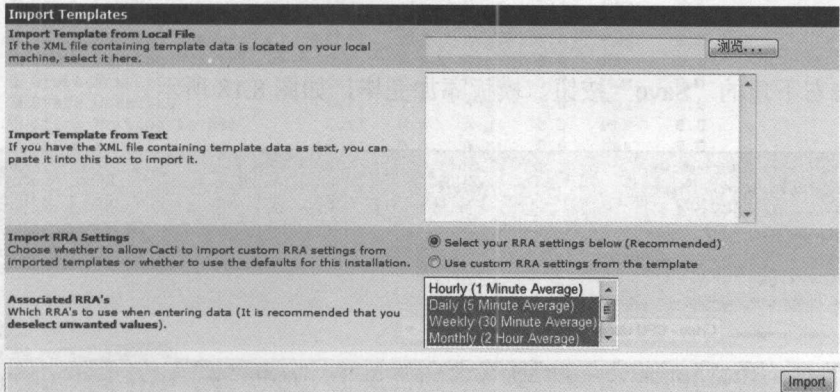 Import Templates
Import Template from Local File
If the XML file containing template data is located on your local
machine, select it here.
浏览...
Import Template from Text
If you have the XML file containing template data as text, you can
paste it into this box to import it.
Import RRA Settings
Choose whether to allow Cacti to import custom RRA settings from
imported templates or whether to use the defaults for this installation.
Select your RRA settings below (Recommended)
Use custom RRA settings from the template
Associated RRA's
Which RRA's to use when entering data (It is recommended that you
deselect unwanted values).
Hourly (1 Minute Average)
Daily (5 Minute Average)
Weekly (30 Minute Average)
Monthly (2 Hour Average)
Import